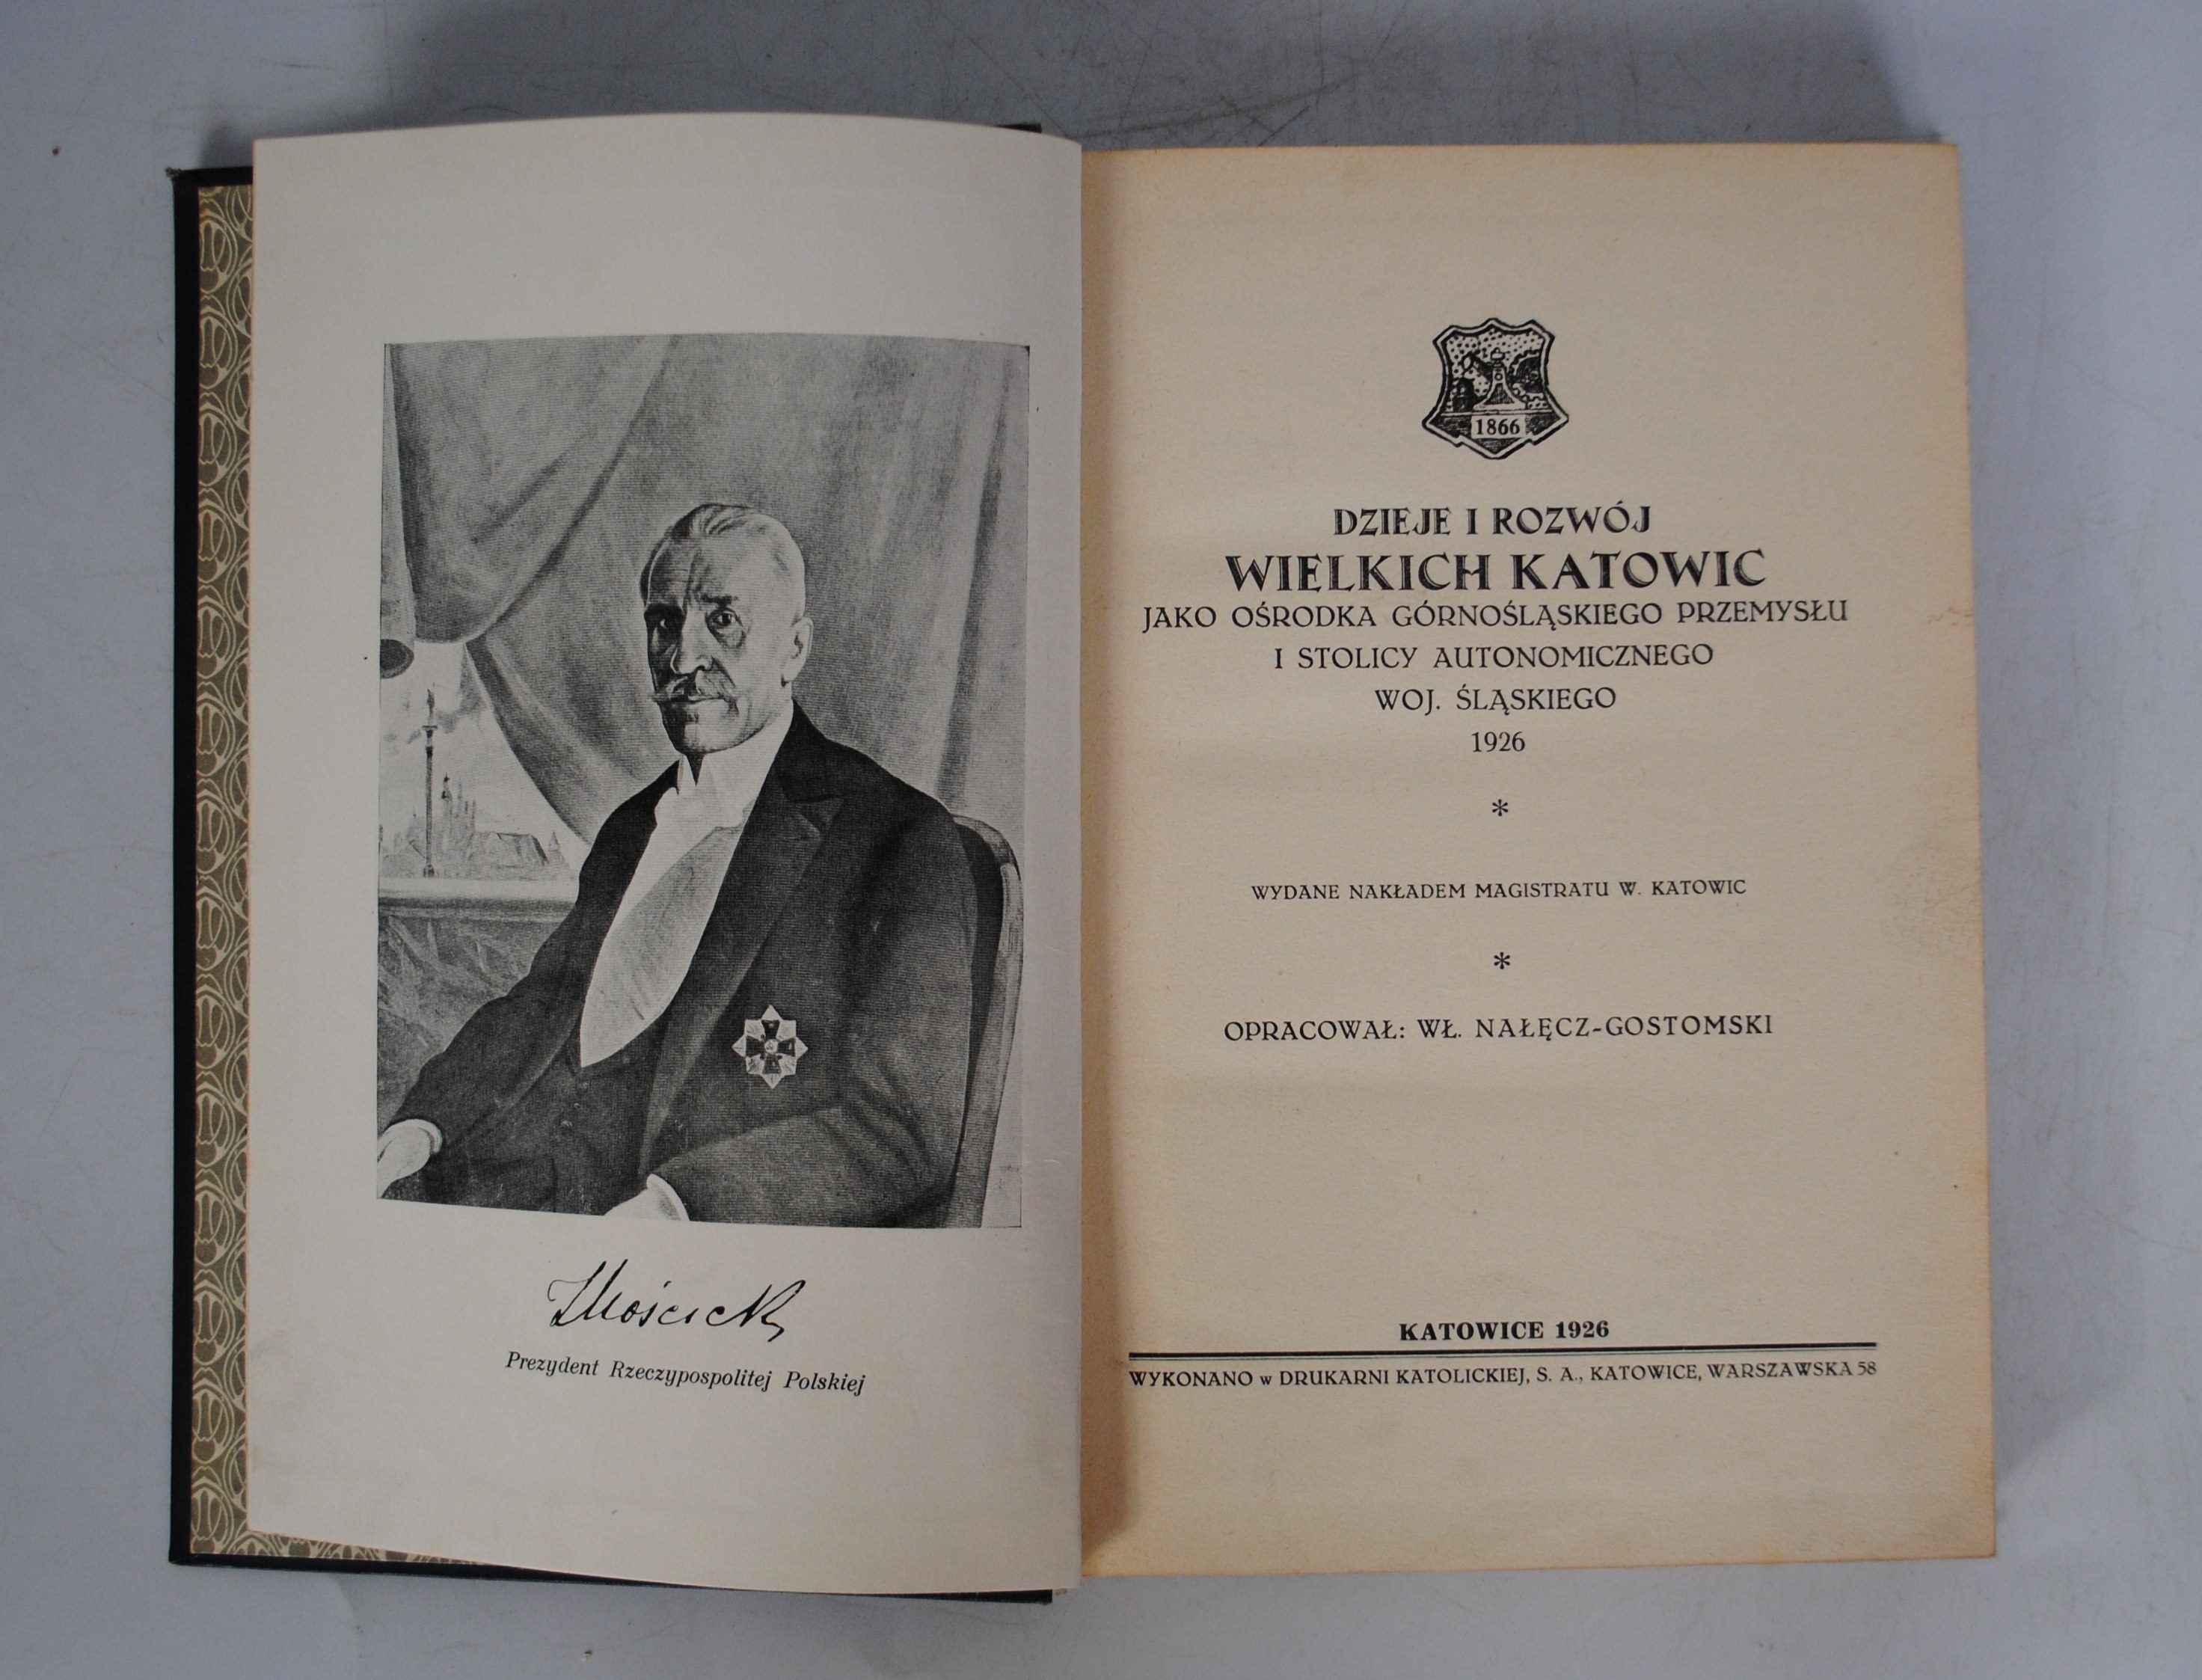 IMościcki
Prezydent Rzeczypospolitej Polskiej
1866
DZIEJE I ROZWÓJ
WIELKICH KATOWIC
JAKO OŚRODKA GÓRNOŚLĄSKIEGO PRZEMYSŁU
I STOLICY AUTONOMICZNEGO
WOJ. ŚLĄSKIEGO
1926
*
WYDANE NAKŁADEM MAGISTRATU W. KATOWIC
*
OPRACOWAŁ: WŁ. NAŁĘCZ-GOSTOMSKI
KATOWICE 1926
WYKONANO w DRUKARNI KATOLICKIEJ, S. A., KATOWICE, WARSZAWSKA 58